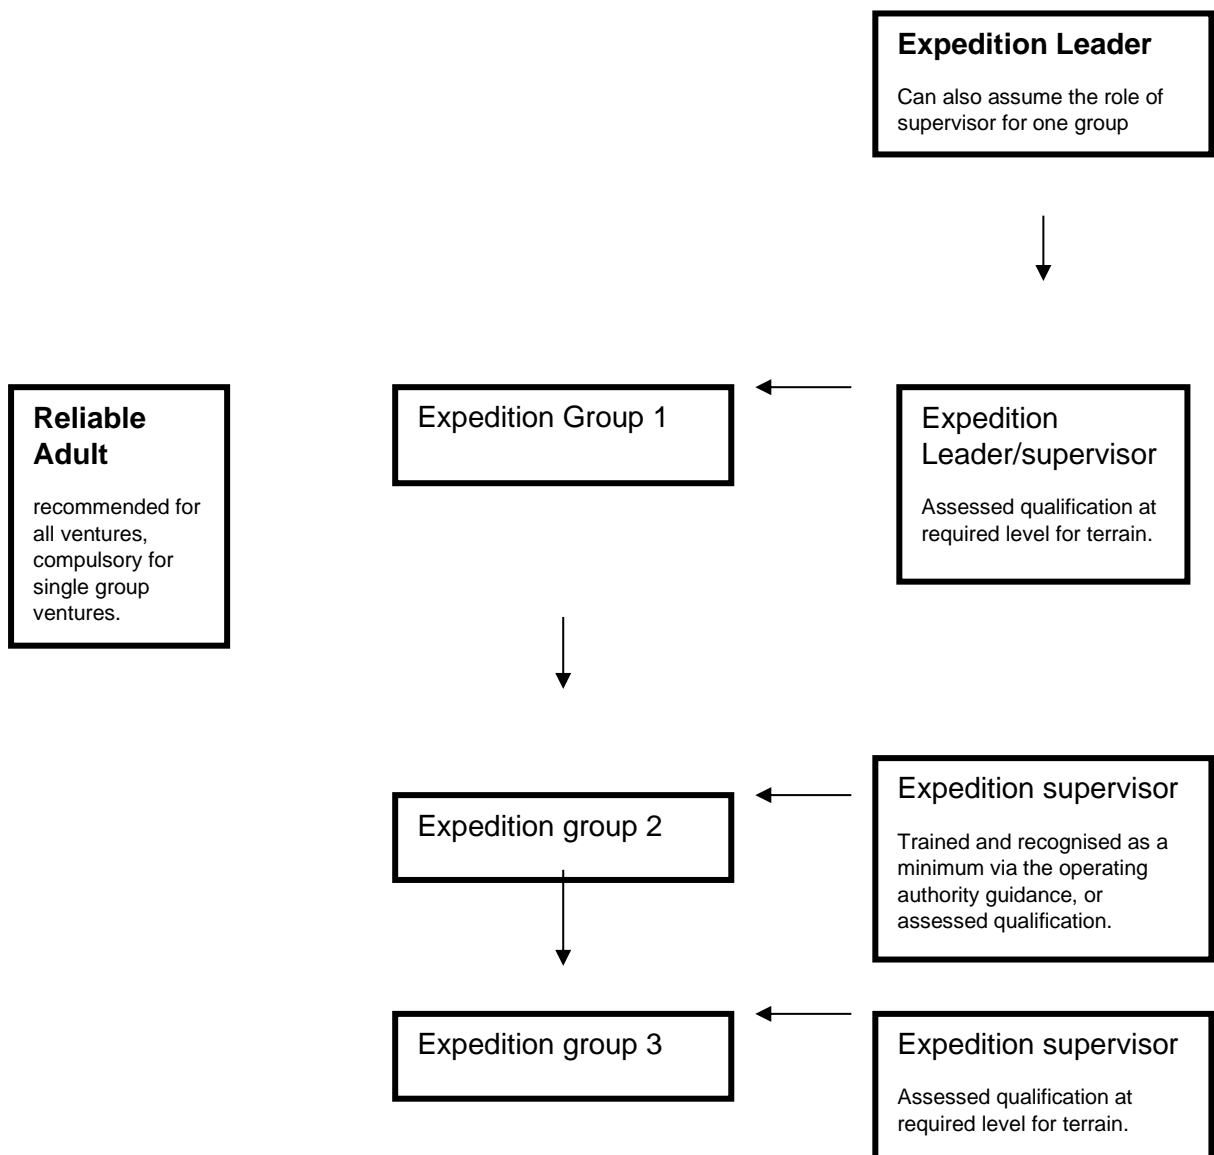 Expedition Leader
Can also assume the role of
supervisor for one group
Reliable
Adult
recommended for
all ventures,
compulsory for
single group
ventures.
Expedition Group 1
Expedition
Leader/supervisor
Assessed qualification at
required level for terrain.
Expedition group 2
Expedition supervisor
Trained and recognised as a
minimum via the operating
authority guidance, or
assessed qualification.
Expedition group 3
Expedition supervisor
Assessed qualification at
required level for terrain.